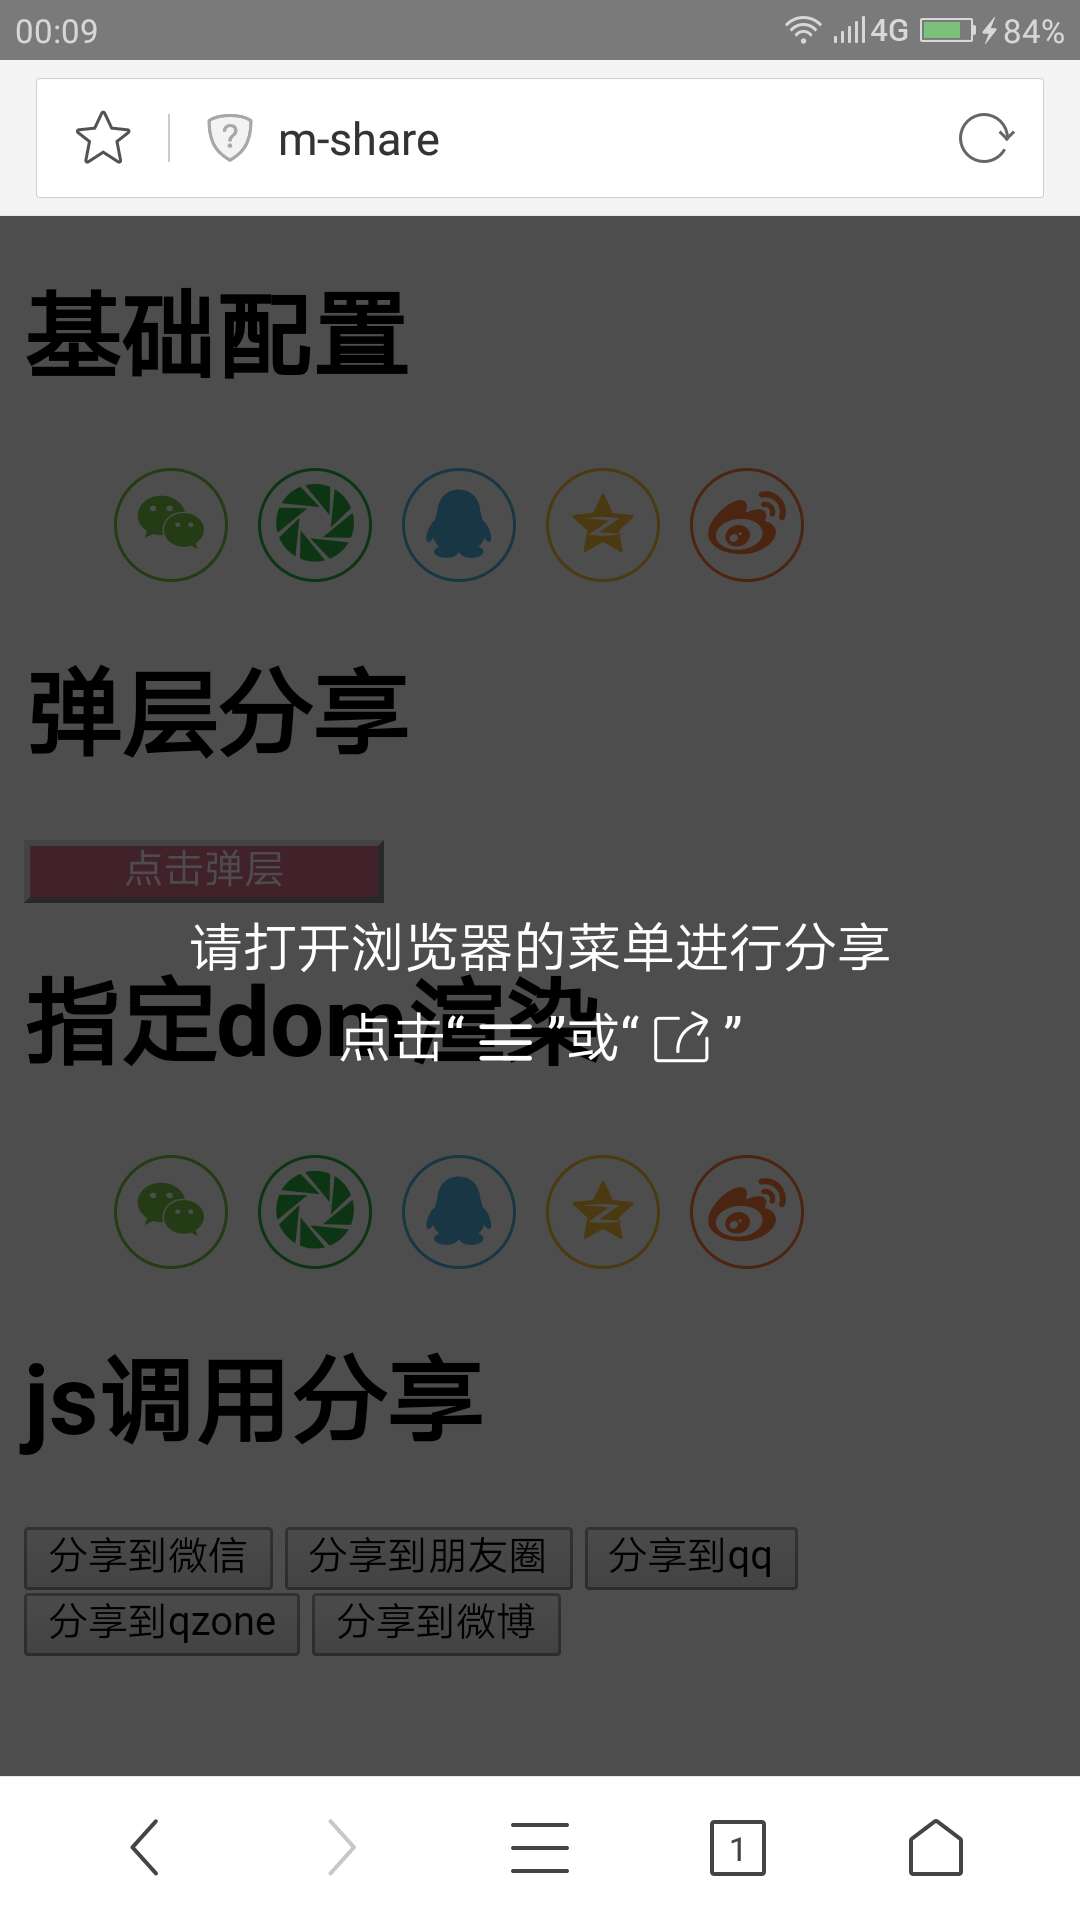 00:09
4G
84%
m-share
基础配置
弹层分享
点击弹层
请打开浏览器的菜单进行分享
指定dom渲染
点击“ ”或“ ”
js调用分享
分享到微信 分享到朋友圈 分享到qq
分享到qzone 分享到微博
1